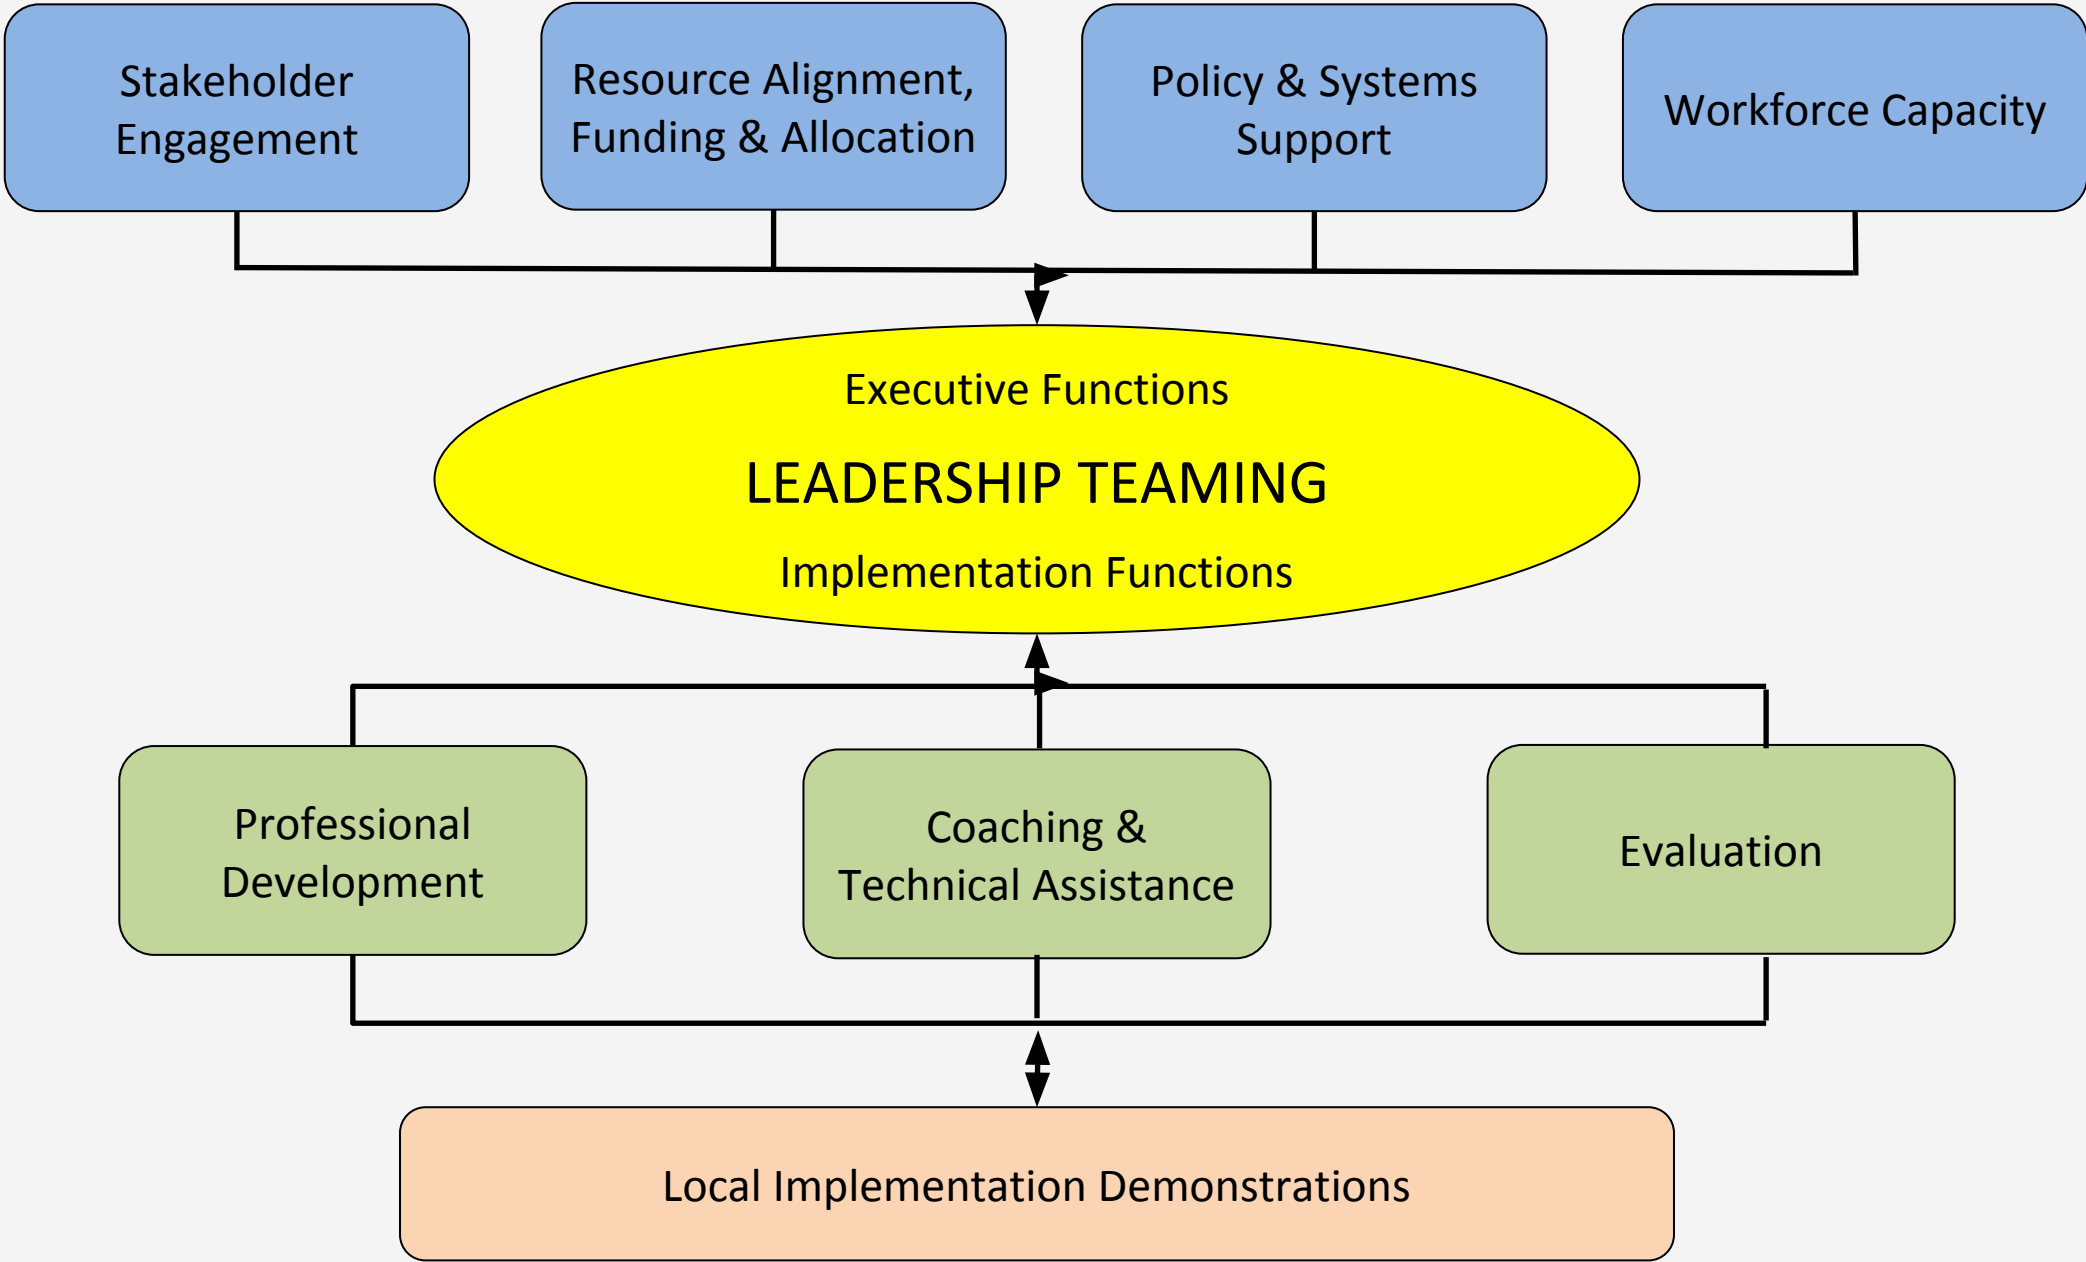 Stakeholder
Engagement
Resource Alignment,
Funding & Allocation
Policy & Systems
Support
Workforce Capacity
Executive Functions
LEADERSHIP TEAMING
Implementation Functions
Professional
Development
Coaching &
Technical Assistance
Evaluation
Local Implementation Demonstrations